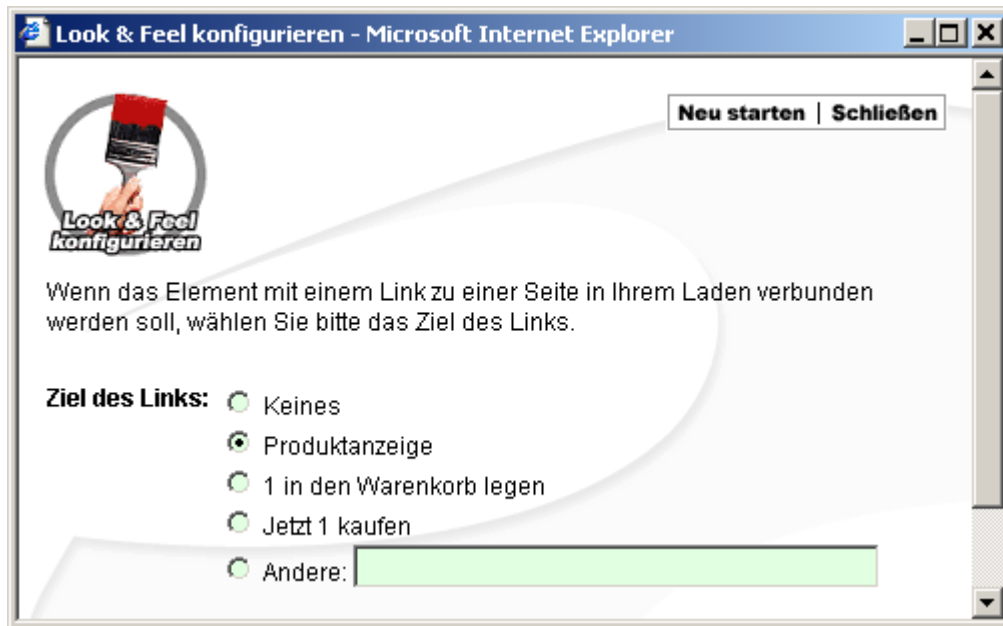 Look & Feel konfigurieren - Microsoft Internet Explorer
Neu starten | Schließen
Look & Feel
konfigurieren
Wenn das Element mit einem Link zu einer Seite in Ihrem Laden verbunden
werden soll, wählen Sie bitte das Ziel des Links.
Ziel des Links: Keines
Produktanzeige
1 in den Warenkorb legen
Jetzt 1 kaufen
Andere: